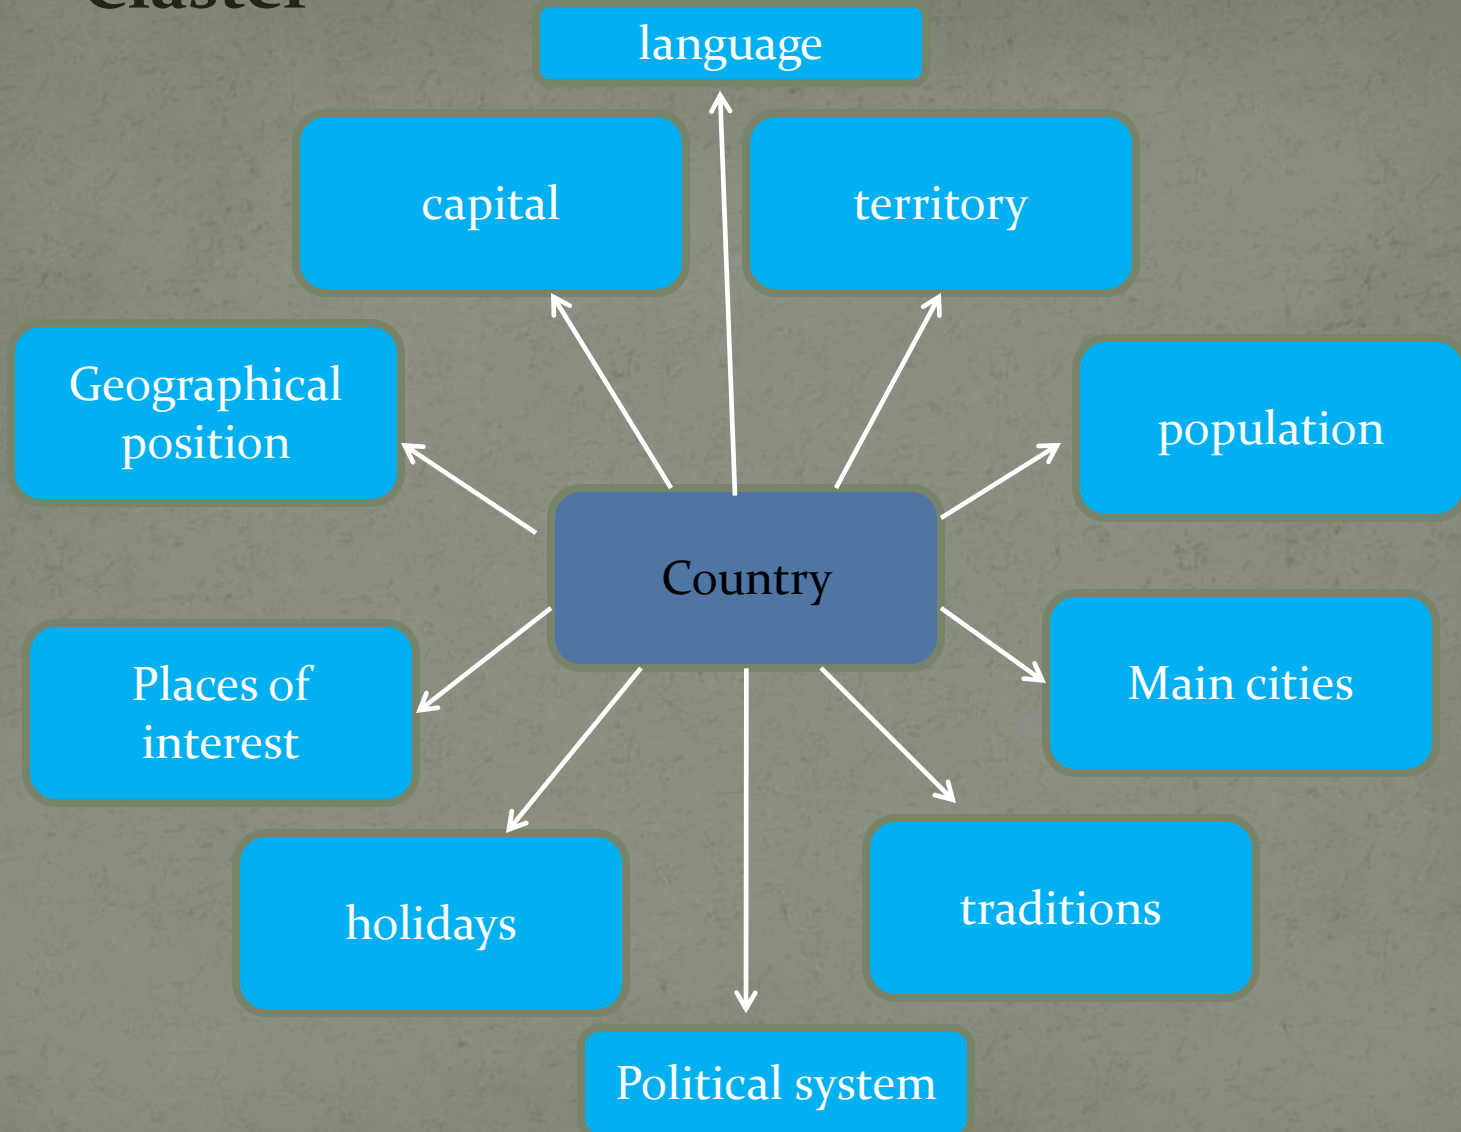 language
capital
territory
Geographical
position
population
Country
Places of
interest
Main cities
holidays
traditions
Political system